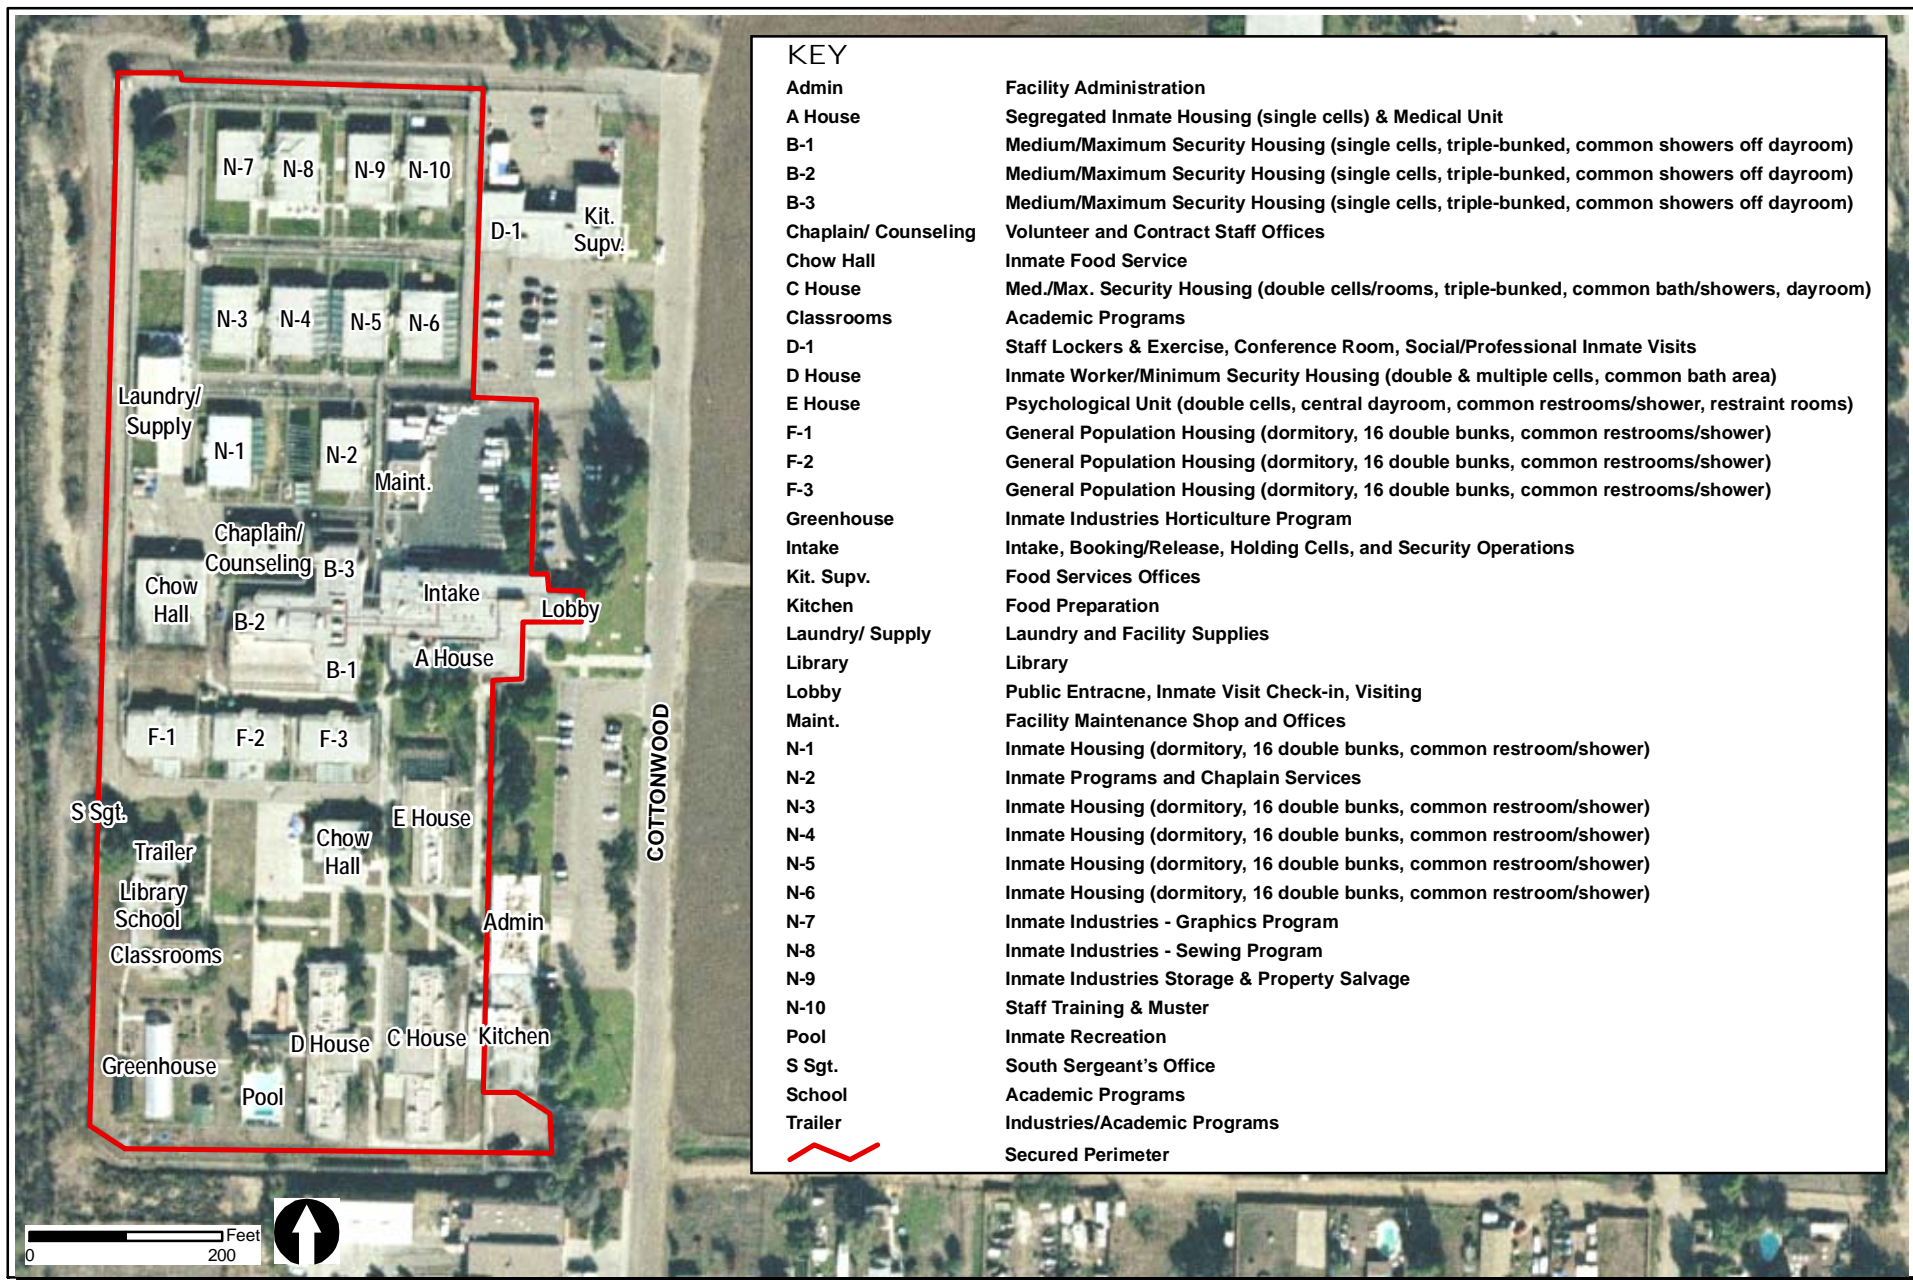 KEY
Admin Facility Administration
A House Segregated Inmate Housing (single cells) & Medical Unit
B-1 Medium/Maximum Security Housing (single cells, triple-bunked, common showers off dayroom)
B-2 Medium/Maximum Security Housing (single cells, triple-bunked, common showers off dayroom)
B-3 Medium/Maximum Security Housing (single cells, triple-bunked, common showers off dayroom)
Chaplain/ Counseling Volunteer and Contract Staff Offices
Chow Hall Inmate Food Service
C House Med./Max. Security Housing (double cells/rooms, triple-bunked, common bath/showers, dayroom)
Classrooms Academic Programs
D-1 Staff Lockers & Exercise, Conference Room, Social/Professional Inmate Visits
D House Inmate Worker/Minimum Security Housing (double & multiple cells, common bath area)
E House Psychological Unit (double cells, central dayroom, common restrooms/shower, restraint rooms)
F-1 General Population Housing (dormitory, 16 double bunks, common restrooms/shower)
F-2 General Population Housing (dormitory, 16 double bunks, common restrooms/shower)
F-3 General Population Housing (dormitory, 16 double bunks, common restrooms/shower)
Greenhouse Inmate Industries Horticulture Program
Intake Intake, Booking/Release, Holding Cells, and Security Operations
Kit. Supv. Food Services Offices
Kitchen Food Preparation
Laundry/ Supply Laundry and Facility Supplies
Library Library
Lobby Public Entracne, Inmate Visit Check-in, Visiting
Maint. Facility Maintenance Shop and Offices
N-1 Inmate Housing (dormitory, 16 double bunks, common restroom/shower)
N-2 Inmate Programs and Chaplain Services
N-3 Inmate Housing (dormitory, 16 double bunks, common restroom/shower)
N-4 Inmate Housing (dormitory, 16 double bunks, common restroom/shower)
N-5 Inmate Housing (dormitory, 16 double bunks, common restroom/shower)
N-6 Inmate Housing (dormitory, 16 double bunks, common restroom/shower)
N-7 Inmate Industries - Graphics Program
N-8 Inmate Industries - Sewing Program
N-9 Inmate Industries Storage & Property Salvage
N-10 Staff Training & Muster
Pool Inmate Recreation
S Sgt. South Sergeant's Office
School Academic Programs
Trailer Industries/Academic Programs
Secured Perimeter
N-7 N-8 N-9 N-10
D-1
Kit.
Supv.
N-3 N-4 N-5 N-6
Laundry/
Supply
N-1
N-2
Maint.
Chaplain/
Counseling
B-3
Chow
Hall
Intake
Lobby
B-2
A House
B-1
F-1 F-2 F-3
COTTONWOOD
S Sgt.
E House
Chow
Hall
Trailer
Library
School
Admin
Classrooms
D House
C House
Kitchen
Greenhouse
Pool
Feet
0 200